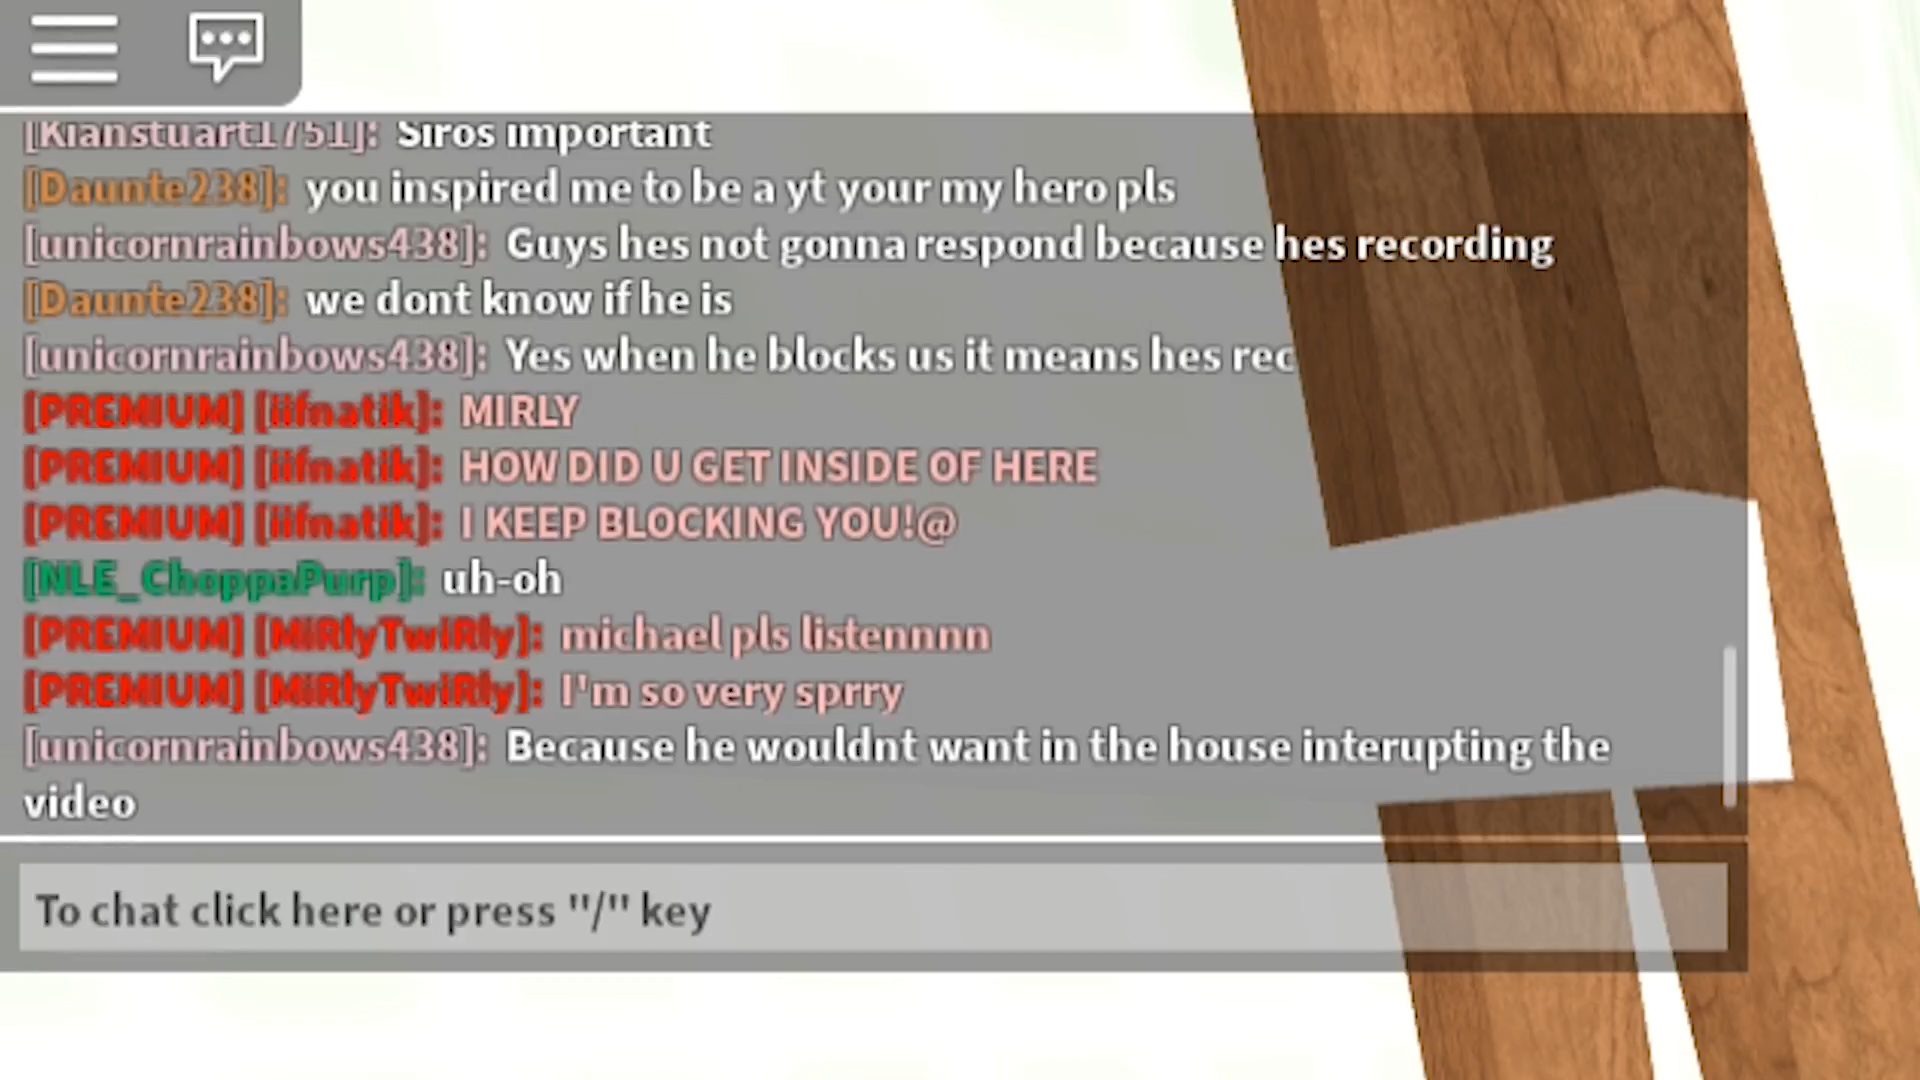 [Kianstuart1751]: Siros important
[Daunte238]: you inspired me to be a yt your my hero pls
[unicornrainbows438]: Guys hes not gonna respond because hes recording
[Daunte238]: we dont know if he is
[unicornrainbows438]: Yes when he blocks us it means hes rec
[PREMIUM] [iifnatik]: MIRLY
[PREMIUM] [iifnatik]: HOW DID U GET INSIDE OF HERE
[PREMIUM] [iifnatik]: I KEEP BLOCKING YOU!@
[NLE_ChoppaPurp]: uh-oh
[PREMIUM] [MiRlyTwiRly]: michael pls listennnn
[PREMIUM] [MiRlyTwiRly]: I'm so very sprry
[unicornrainbows438]: Because he wouldnt want in the house interupting the
video
To chat click here or press "/" key